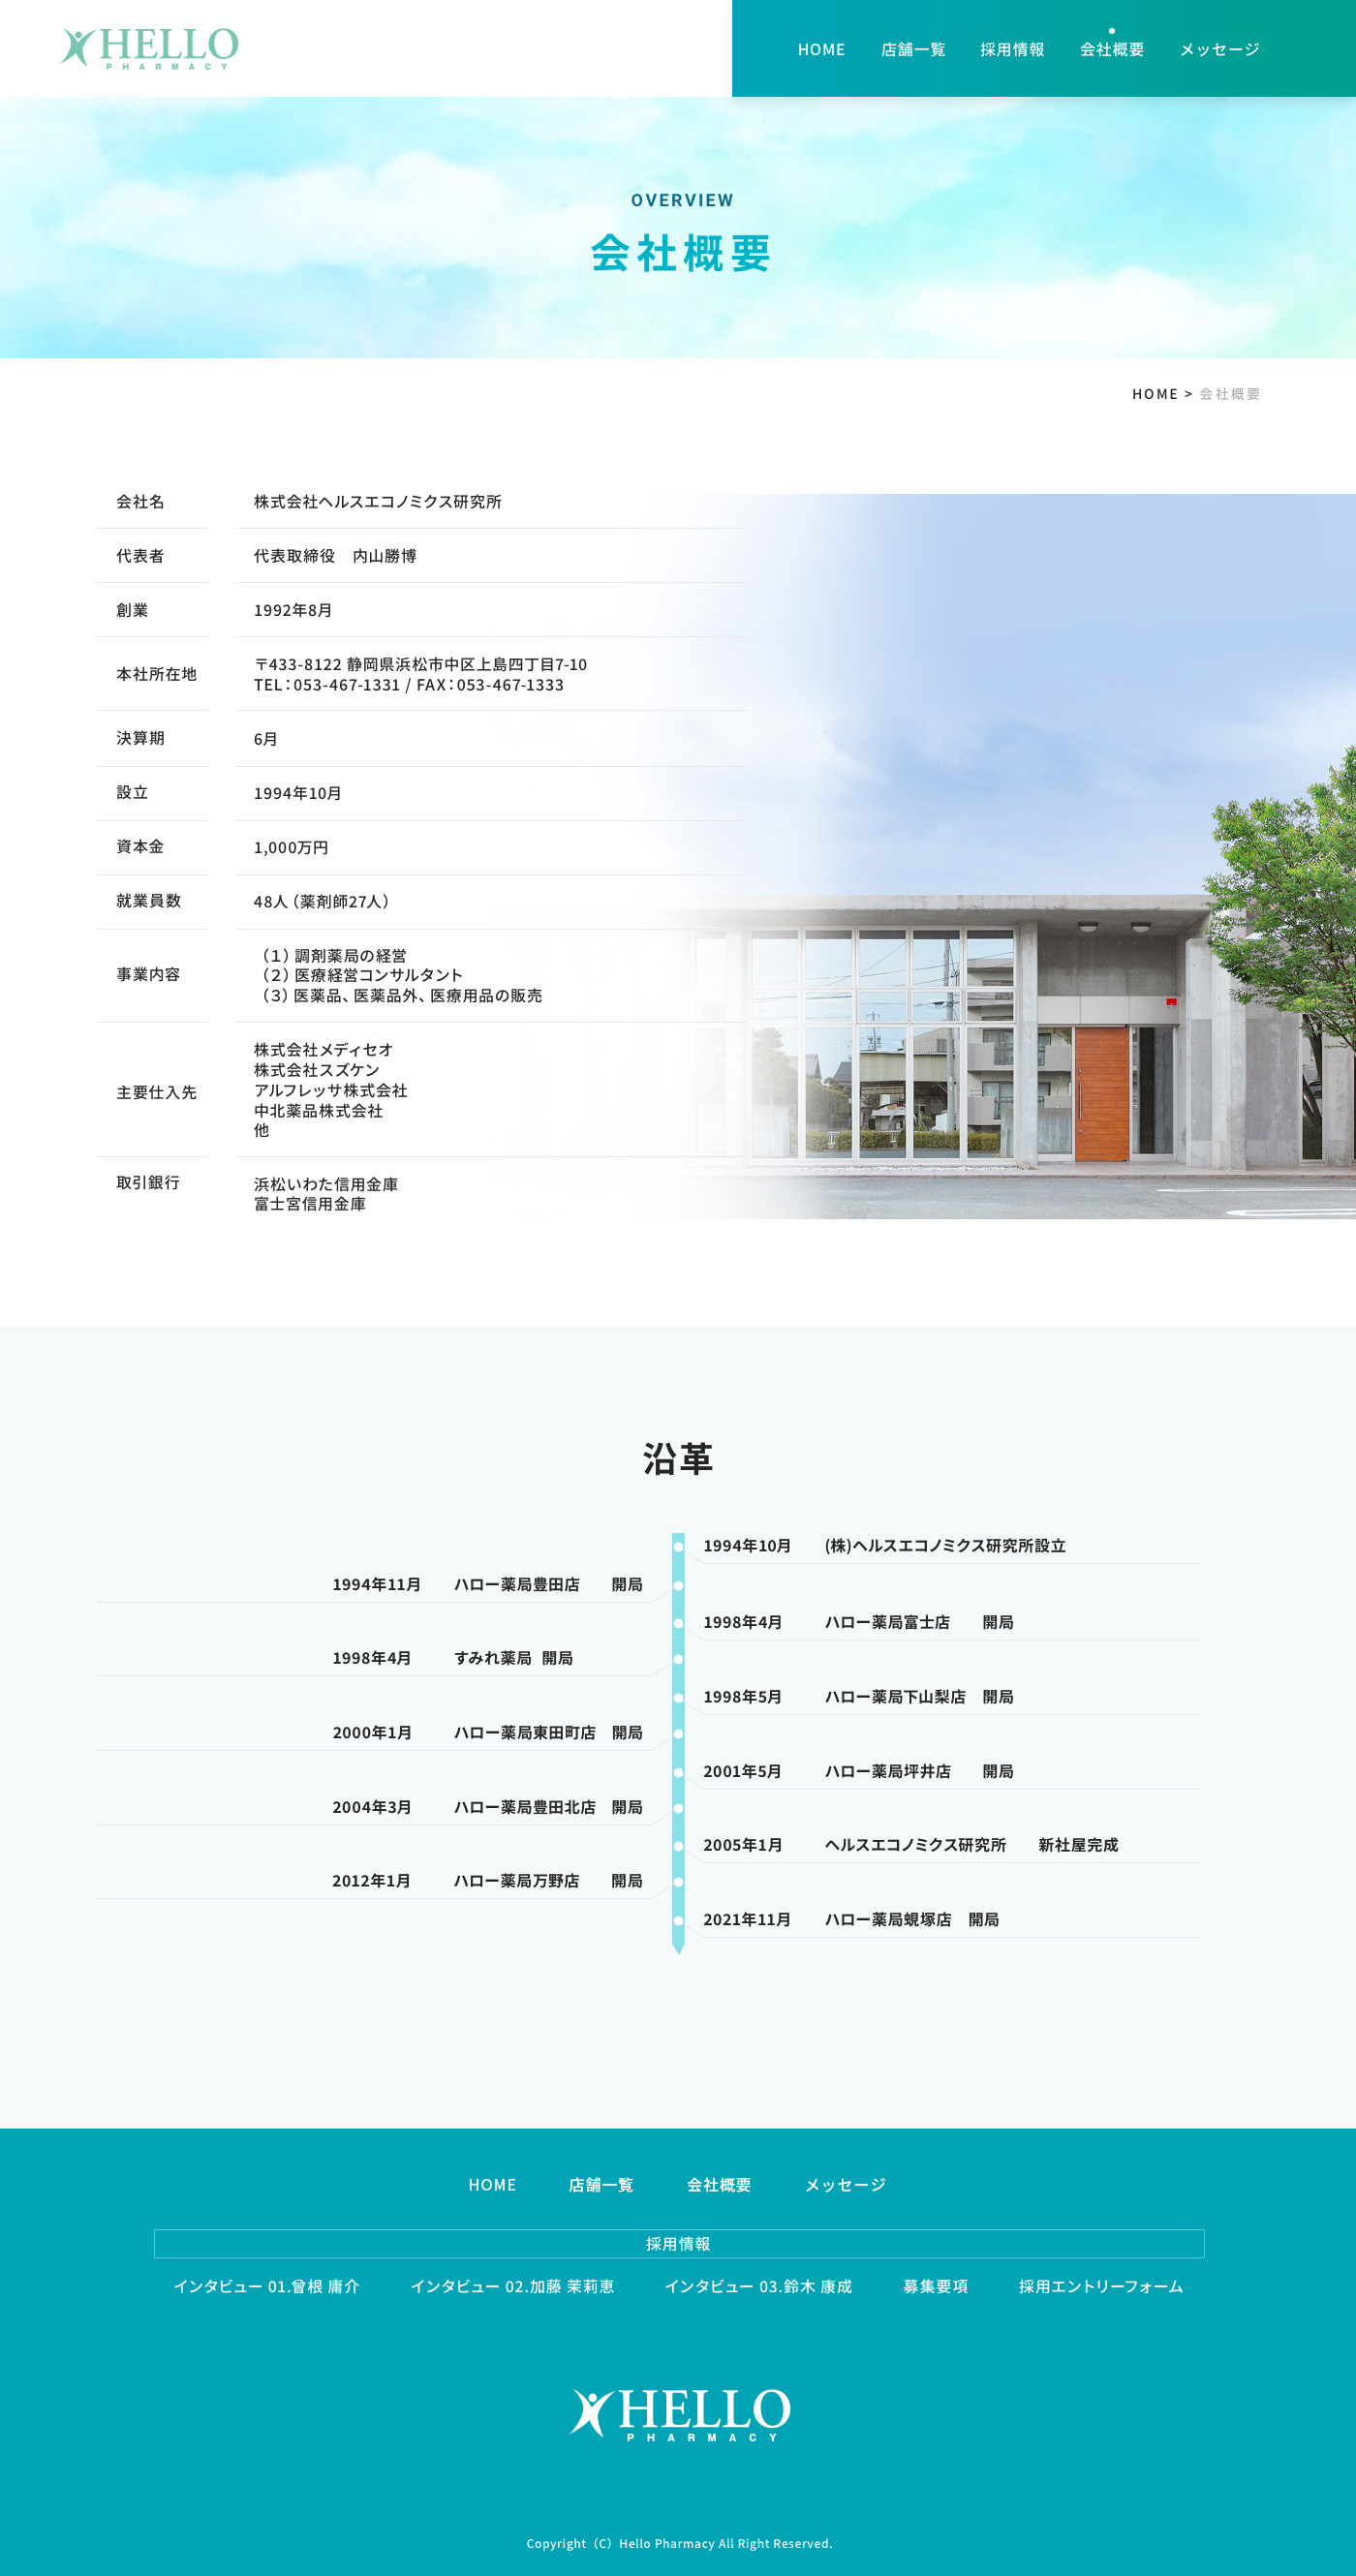 HELLO
PHARMACY
HOME 店舗一覧 採用情報 会社概要 メッセージ
OVERVIEW
会社概要
HOME > 会社概要
会社名 株式会社ヘルスエコノミクス研究所
代表者 代表取締役　内山勝博
創業 1992年8月
本社所在地 〒433-8122 静岡県浜松市中区上島四丁目7-10
TEL：053-467-1331 / FAX：053-467-1333
決算期 6月
設立 1994年10月
資本金 1,000万円
就業員数 48人（薬剤師27人）
事業内容 （１）調剤薬局の経営
（２）医療経営コンサルタント
（３）医薬品、医薬品外、医療用品の販売
主要仕入先 株式会社メディセオ
株式会社スズケン
アルフレッサ株式会社
中北薬品株式会社
他
取引銀行 浜松いわた信用金庫
富士宮信用金庫
沿革
1994年10月 (株)ヘルスエコノミクス研究所設立
1994年11月 ハロー薬局豊田店　　開局
1998年4月 ハロー薬局富士店　　開局
1998年4月 すみれ薬局 開局
1998年5月 ハロー薬局下山梨店　開局
2000年1月 ハロー薬局東田町店　開局
2001年5月 ハロー薬局坪井店　　開局
2004年3月 ハロー薬局豊田北店　開局
2005年1月 ヘルスエコノミクス研究所　　新社屋完成
2012年1月 ハロー薬局万野店　　開局
2021年11月 ハロー薬局蜆塚店　開局
HOME 店舗一覧 会社概要 メッセージ
採用情報
インタビュー 01.曾根 庸介 インタビュー 02.加藤 茉莉恵 インタビュー 03.鈴木 康成 募集要項 採用エントリーフォーム
HELLO
PHARMACY
Copyright（C）Hello Pharmacy All Right Reserved.